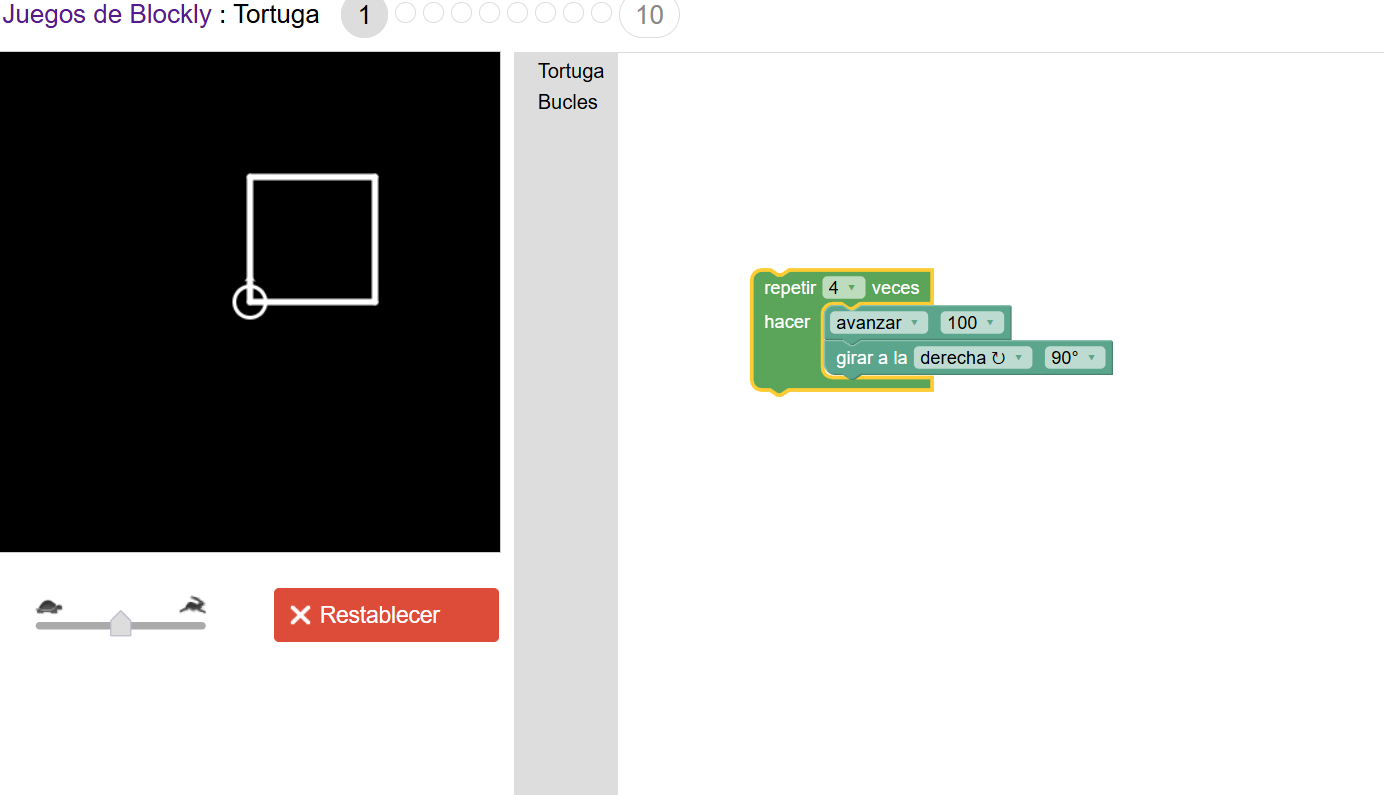 Juegos de Blockly : Tortuga 1 10
Tortuga
Bucles
repetir 4 veces
hacer avanzar 100
girar a la derecha ↻ 90°
Restablecer